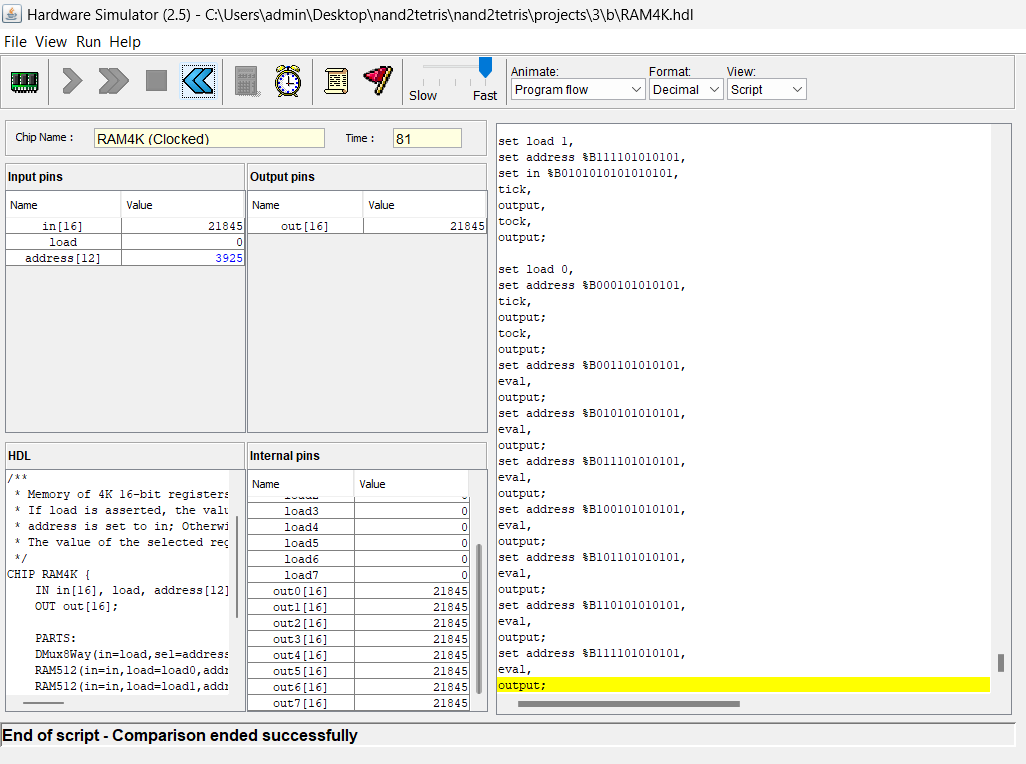 Hardware Simulator (2.5) - C:\Users\admin\Desktop\nand2tetris\nand2tetris\projects\3\b\RAM4K.hdl
File View Run Help
Slow Fast
Animate:
Program flow
Format:
Decimal
View:
Script
Chip Name : RAM4K (Clocked) Time : 81
Input pins
Name Value
in[16] 21845
load 0
address[12] 3925
Output pins
Name Value
out[16] 21845
HDL
/**
* Memory of 4K 16-bit registers
* If load is asserted, the valu
* address is set to in; Otherwi
* The value of the selected reg
*/
CHIP RAM4K {
IN in[16], load, address[12]
OUT out[16];
PARTS:
DMux8Way(in=load,sel=address
RAM512(in=in,load=load0,addr
RAM512(in=in,load=load1,addr
Internal pins
Name Value
load2 0
load3 0
load4 0
load5 0
load6 0
load7 0
out0[16] 21845
out1[16] 21845
out2[16] 21845
out3[16] 21845
out4[16] 21845
out5[16] 21845
out6[16] 21845
out7[16] 21845
set load 1,
set address %B111101010101,
set in %B0101010101010101,
tick,
output,
tock,
output;
set load 0,
set address %B000101010101,
tick,
output;
tock,
output;
set address %B001101010101,
eval,
output;
set address %B010101010101,
eval,
output;
set address %B011101010101,
eval,
output;
set address %B100101010101,
eval,
output;
set address %B101101010101,
eval,
output;
set address %B110101010101,
eval,
output;
set address %B111101010101,
eval,
output;
End of script - Comparison ended successfully